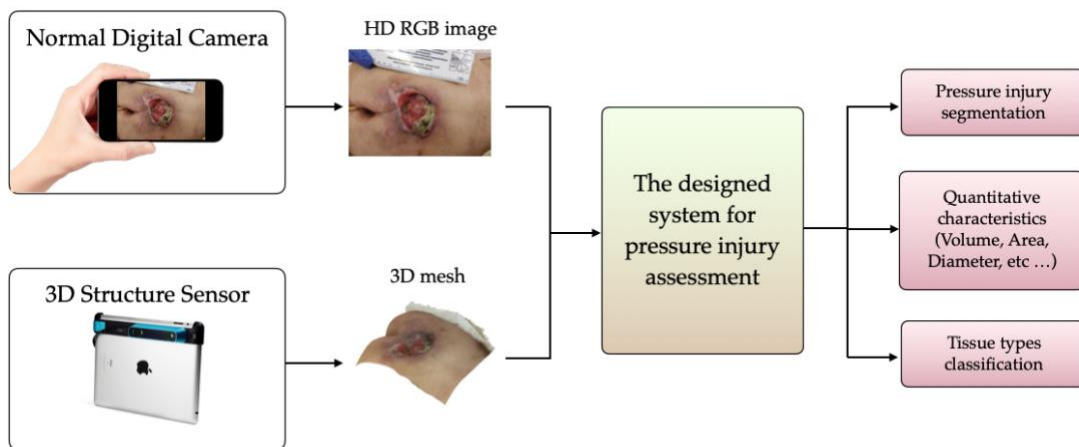 Normal Digital Camera
HD RGB image
3D Structure Sensor
3D mesh
The designed
system for
pressure injury
assessment
Pressure injury
segmentation
Quantitative
characteristics
(Volume, Area,
Diameter, etc …)
Tissue types
classification